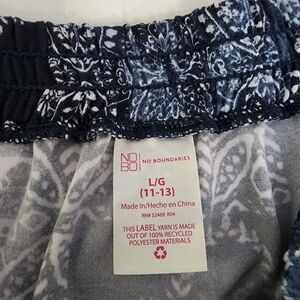 NO
BO
NO BOUNDARIES
L/G
(11-13)
Made in/Hecho en China
RN# 52469 R04
THIS LABEL YARN IS MADE
OUT OF 100% RECYCLED
POLYESTER MATERIALS